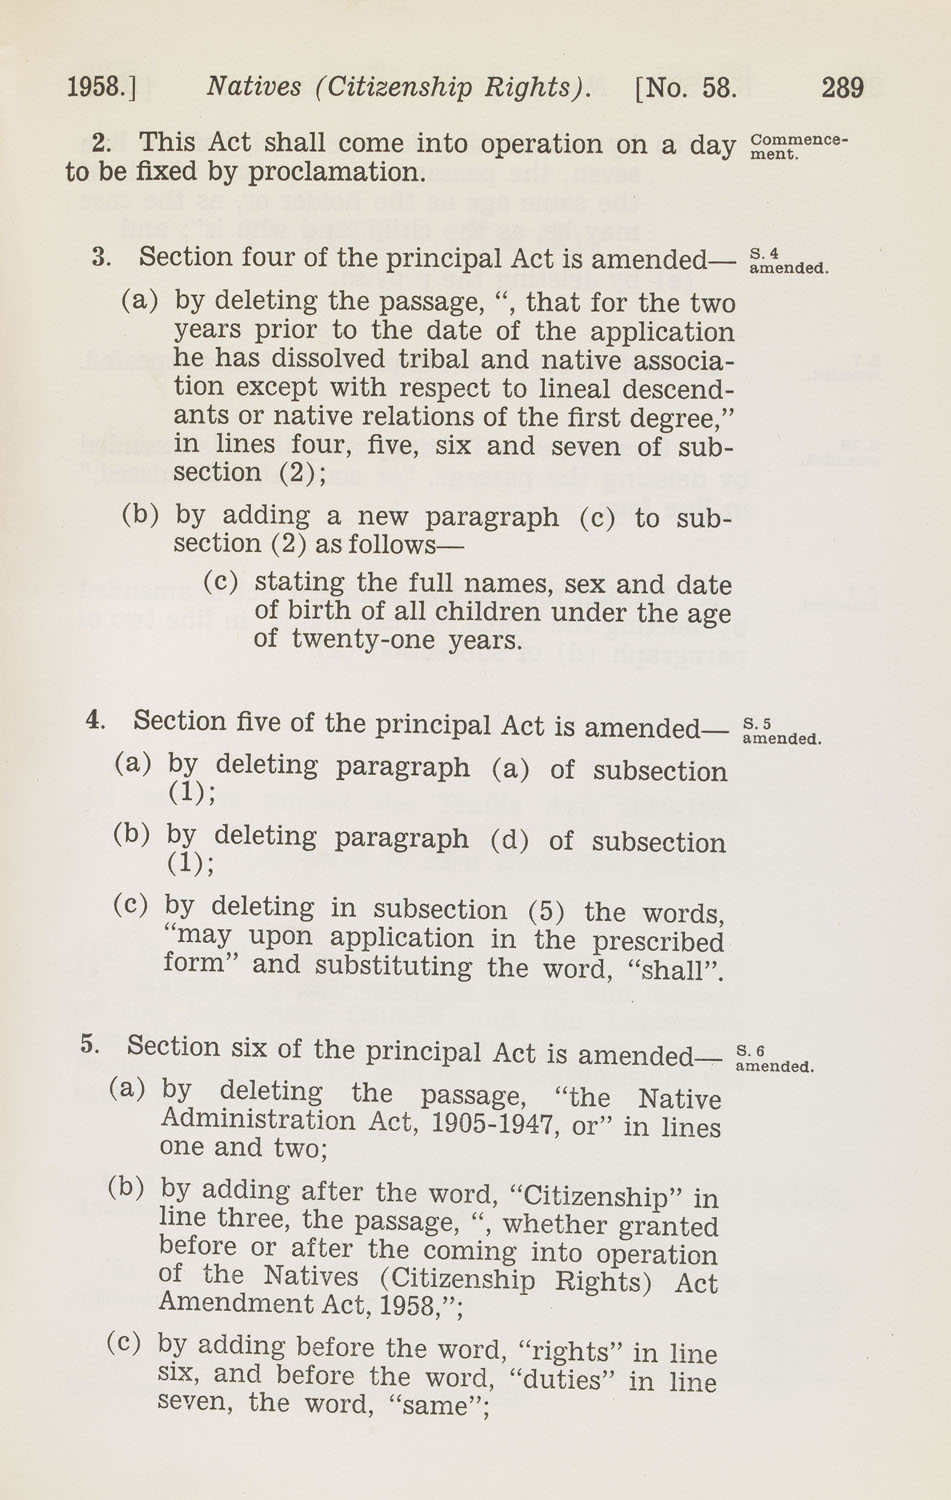 1958.] Natives (Citizenship Rights). [No. 58. 289
2. This Act shall come into operation on a day
to be fixed by proclamation.
Commence-
ment.
3. Section four of the principal Act is amended—
S. 4
amended.
(a) by deleting the passage, “, that for the two
years prior to the date of the application
he has dissolved tribal and native associa-
tion except with respect to lineal descend-
ants or native relations of the first degree,”
in lines four, five, six and seven of sub-
section (2);
(b) by adding a new paragraph (c) to sub-
section (2) as follows—
(c) stating the full names, sex and date
of birth of all children under the age
of twenty-one years.
4. Section five of the principal Act is amended—
S. 5
amended.
(a) by deleting paragraph (a) of subsection
(1);
(b) by deleting paragraph (d) of subsection
(1);
(c) by deleting in subsection (5) the words,
“may upon application in the prescribed
form” and substituting the word, “shall”.
5. Section six of the principal Act is amended—
S. 6
amended.
(a) by deleting the passage, “the Native
Administration Act, 1905-1947, or” in lines
one and two;
(b) by adding after the word, “Citizenship” in
line three, the passage, “, whether granted
before or after the coming into operation
of the Natives (Citizenship Rights) Act
Amendment Act, 1958,”;
(c) by adding before the word, “rights” in line
six, and before the word, “duties” in line
seven, the word, “same”;